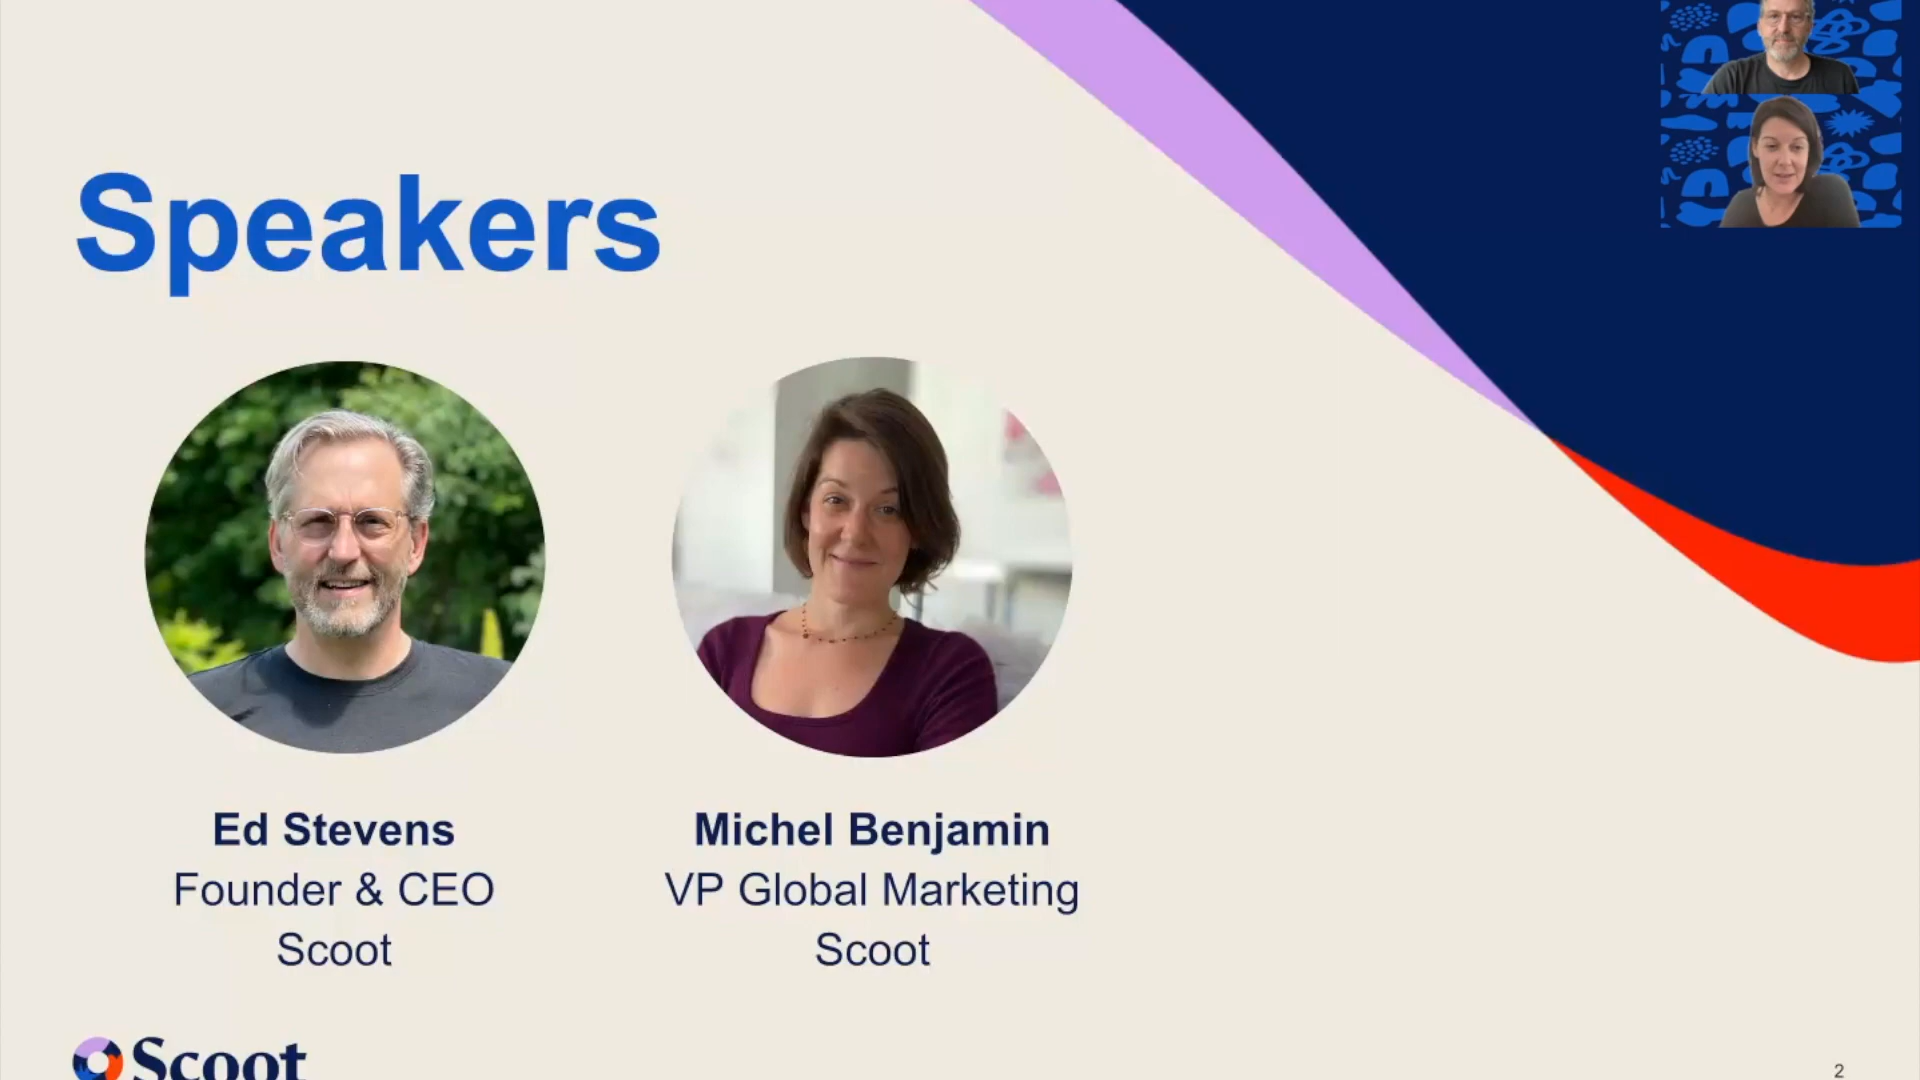 Speakers
Ed Stevens
Founder & CEO
Scoot
Michel Benjamin
VP Global Marketing
Scoot
Scoot
2